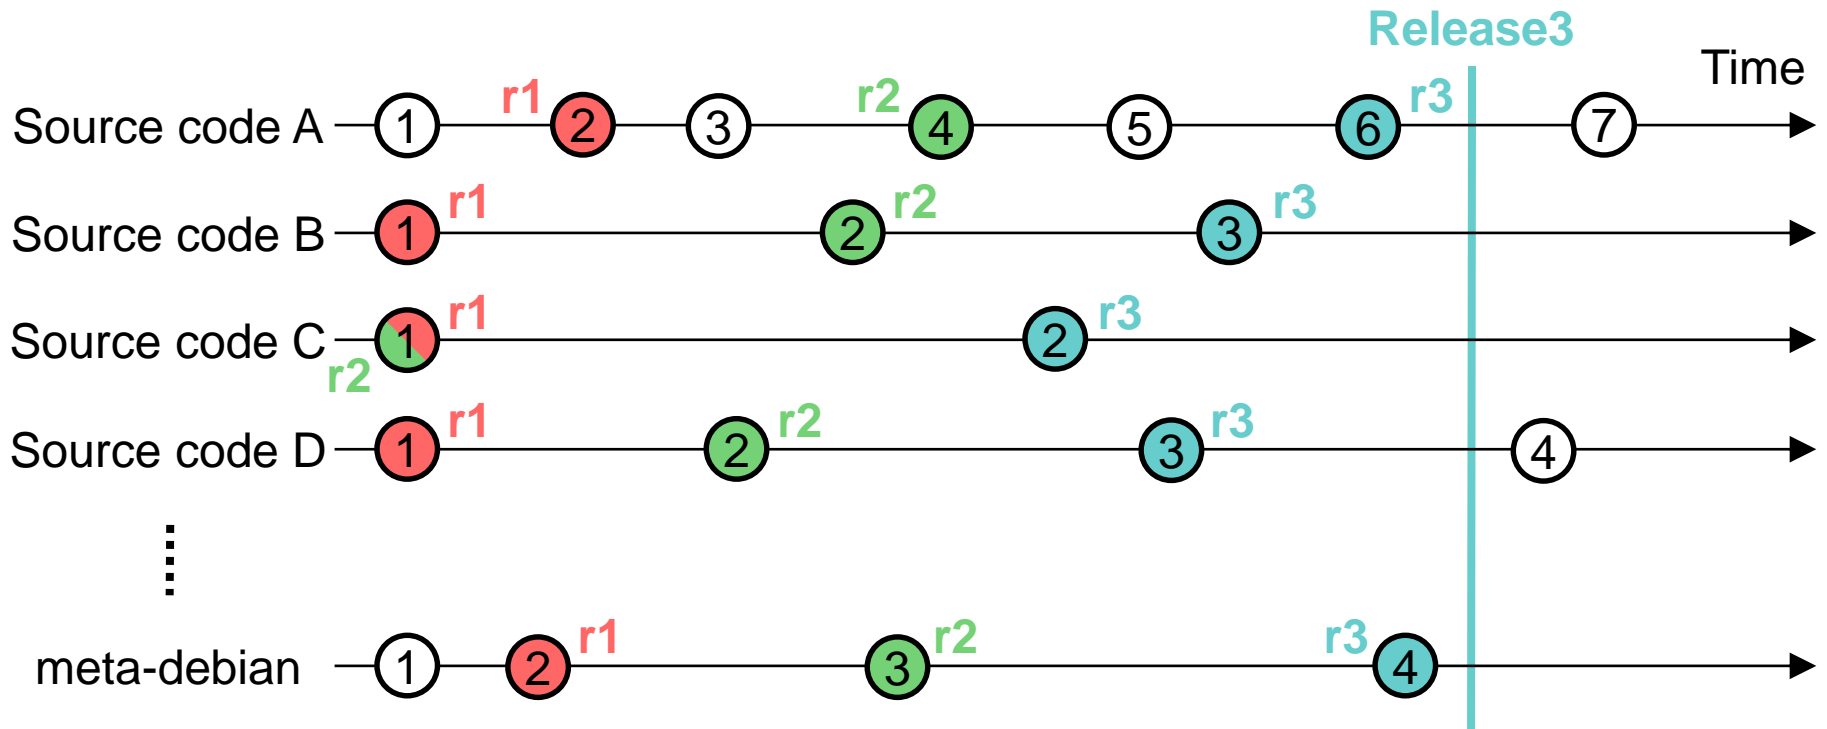 Release3
Time
r1 r2 r3
Source code A 1 2 3 4 5 6 7
r1 r2 r3
Source code B 1 2 3
r1 r3
Source code C 1 2
r2
r1 r2 r3
Source code D 1 2 3 4
r1 r2 r3
meta-debian 1 2 3 4